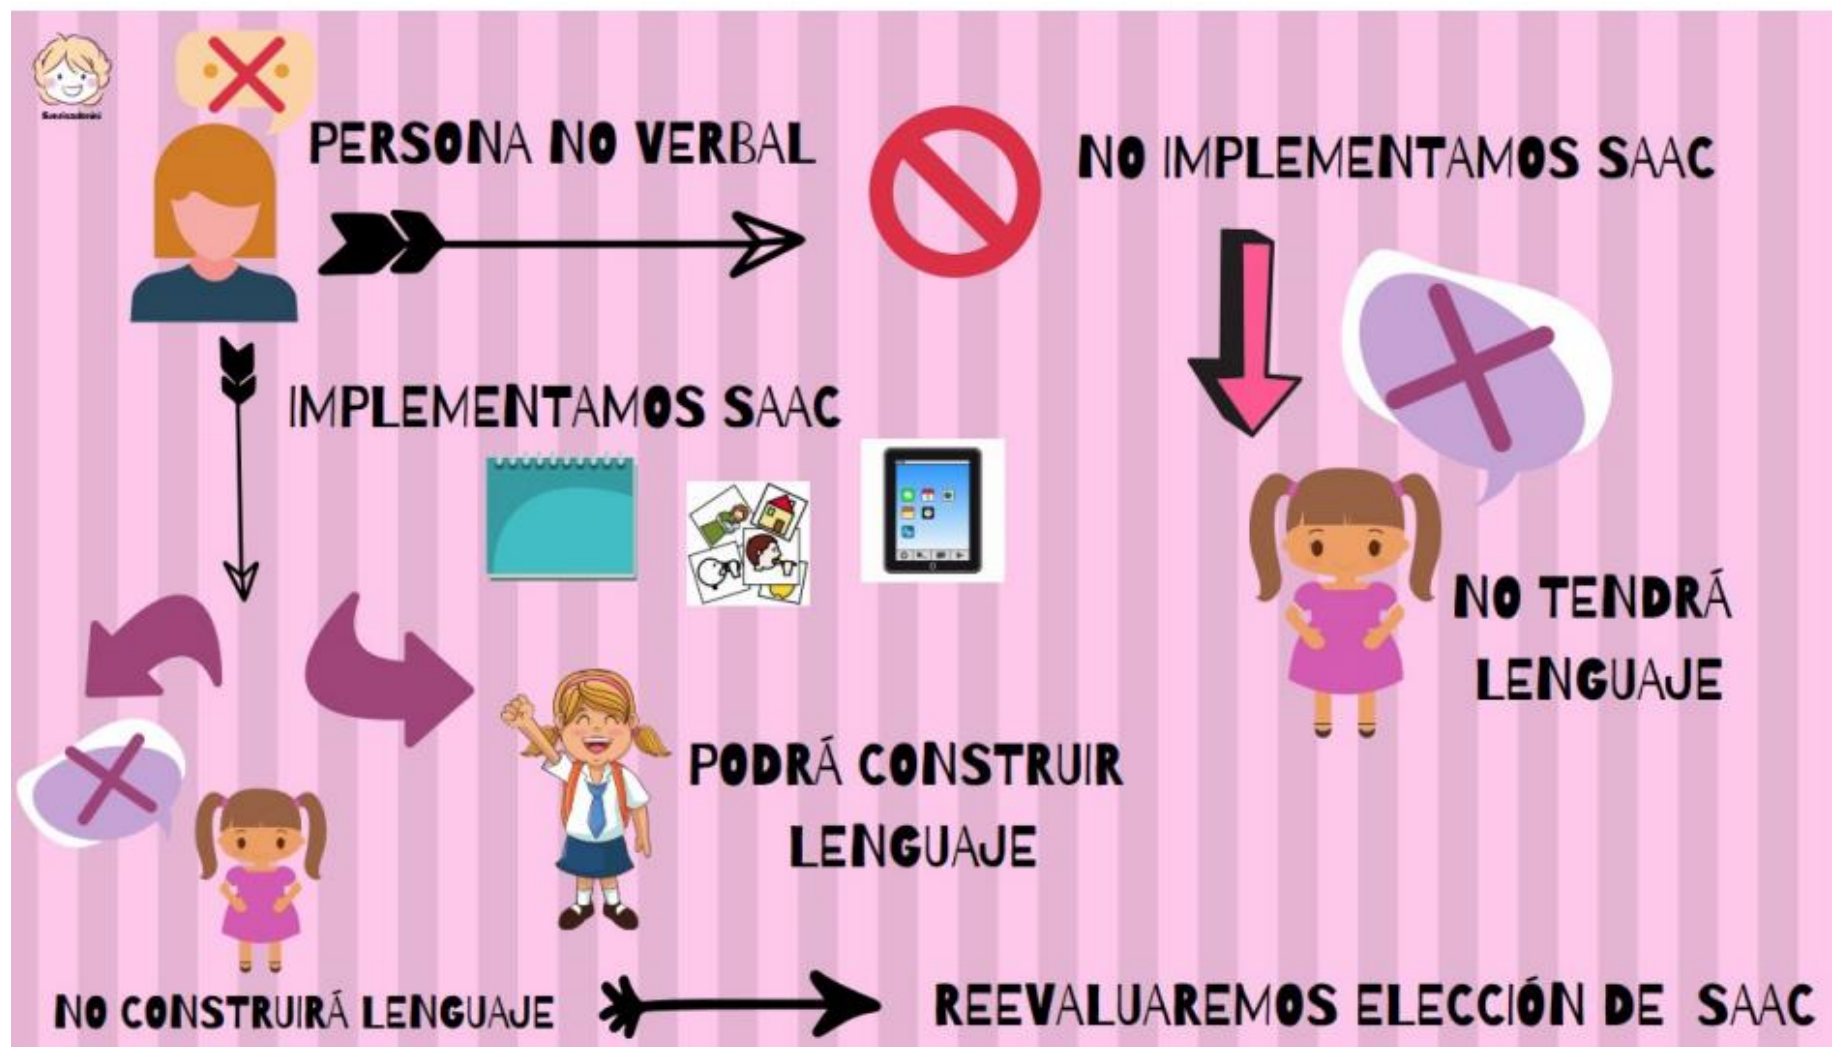 Sonrisadenini
PERSONA NO VERBAL
NO IMPLEMENTAMOS SAAC
IMPLEMENTAMOS SAAC
NO TENDRÁ
LENGUAJE
PODRÁ CONSTRUIR
LENGUAJE
NO CONSTRUIRÁ LENGUAJE
REEVALUAREMOS ELECCIÓN DE SAAC